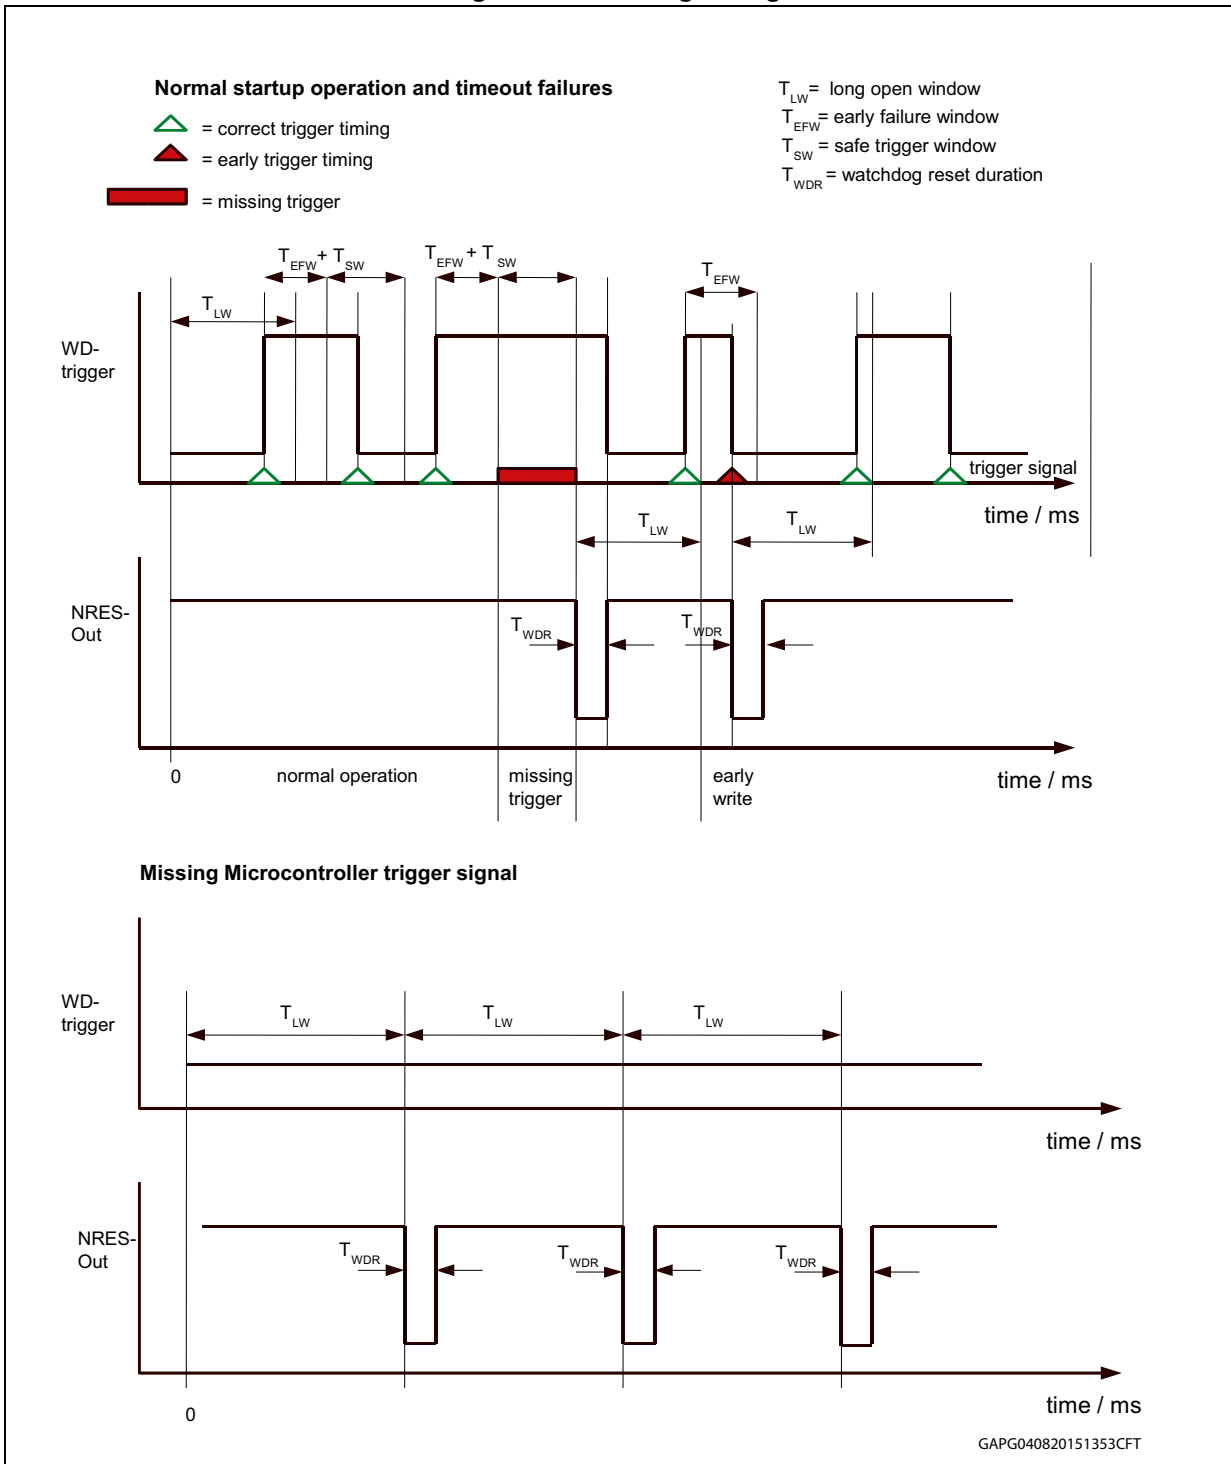 Normal startup operation and timeout failures
= correct trigger timing
= early trigger timing
= missing trigger
TLW= long open window
TEFW= early failure window
TSW = safe trigger window
TWDR= watchdog reset duration
TEFW+ TSW
TEFW+ TSW
TEFW
TLW
WD-
trigger
trigger signal
time / ms
TLW
TLW
NRES-
Out
TWDR
TWDR
0
normal operation
missing
trigger
early
write
time / ms
Missing Microcontroller trigger signal
WD-
trigger
TLW
TLW
TLW
time / ms
NRES-
Out
TWDR
TWDR
TWDR
0
time / ms
GAPG040820151353CFT